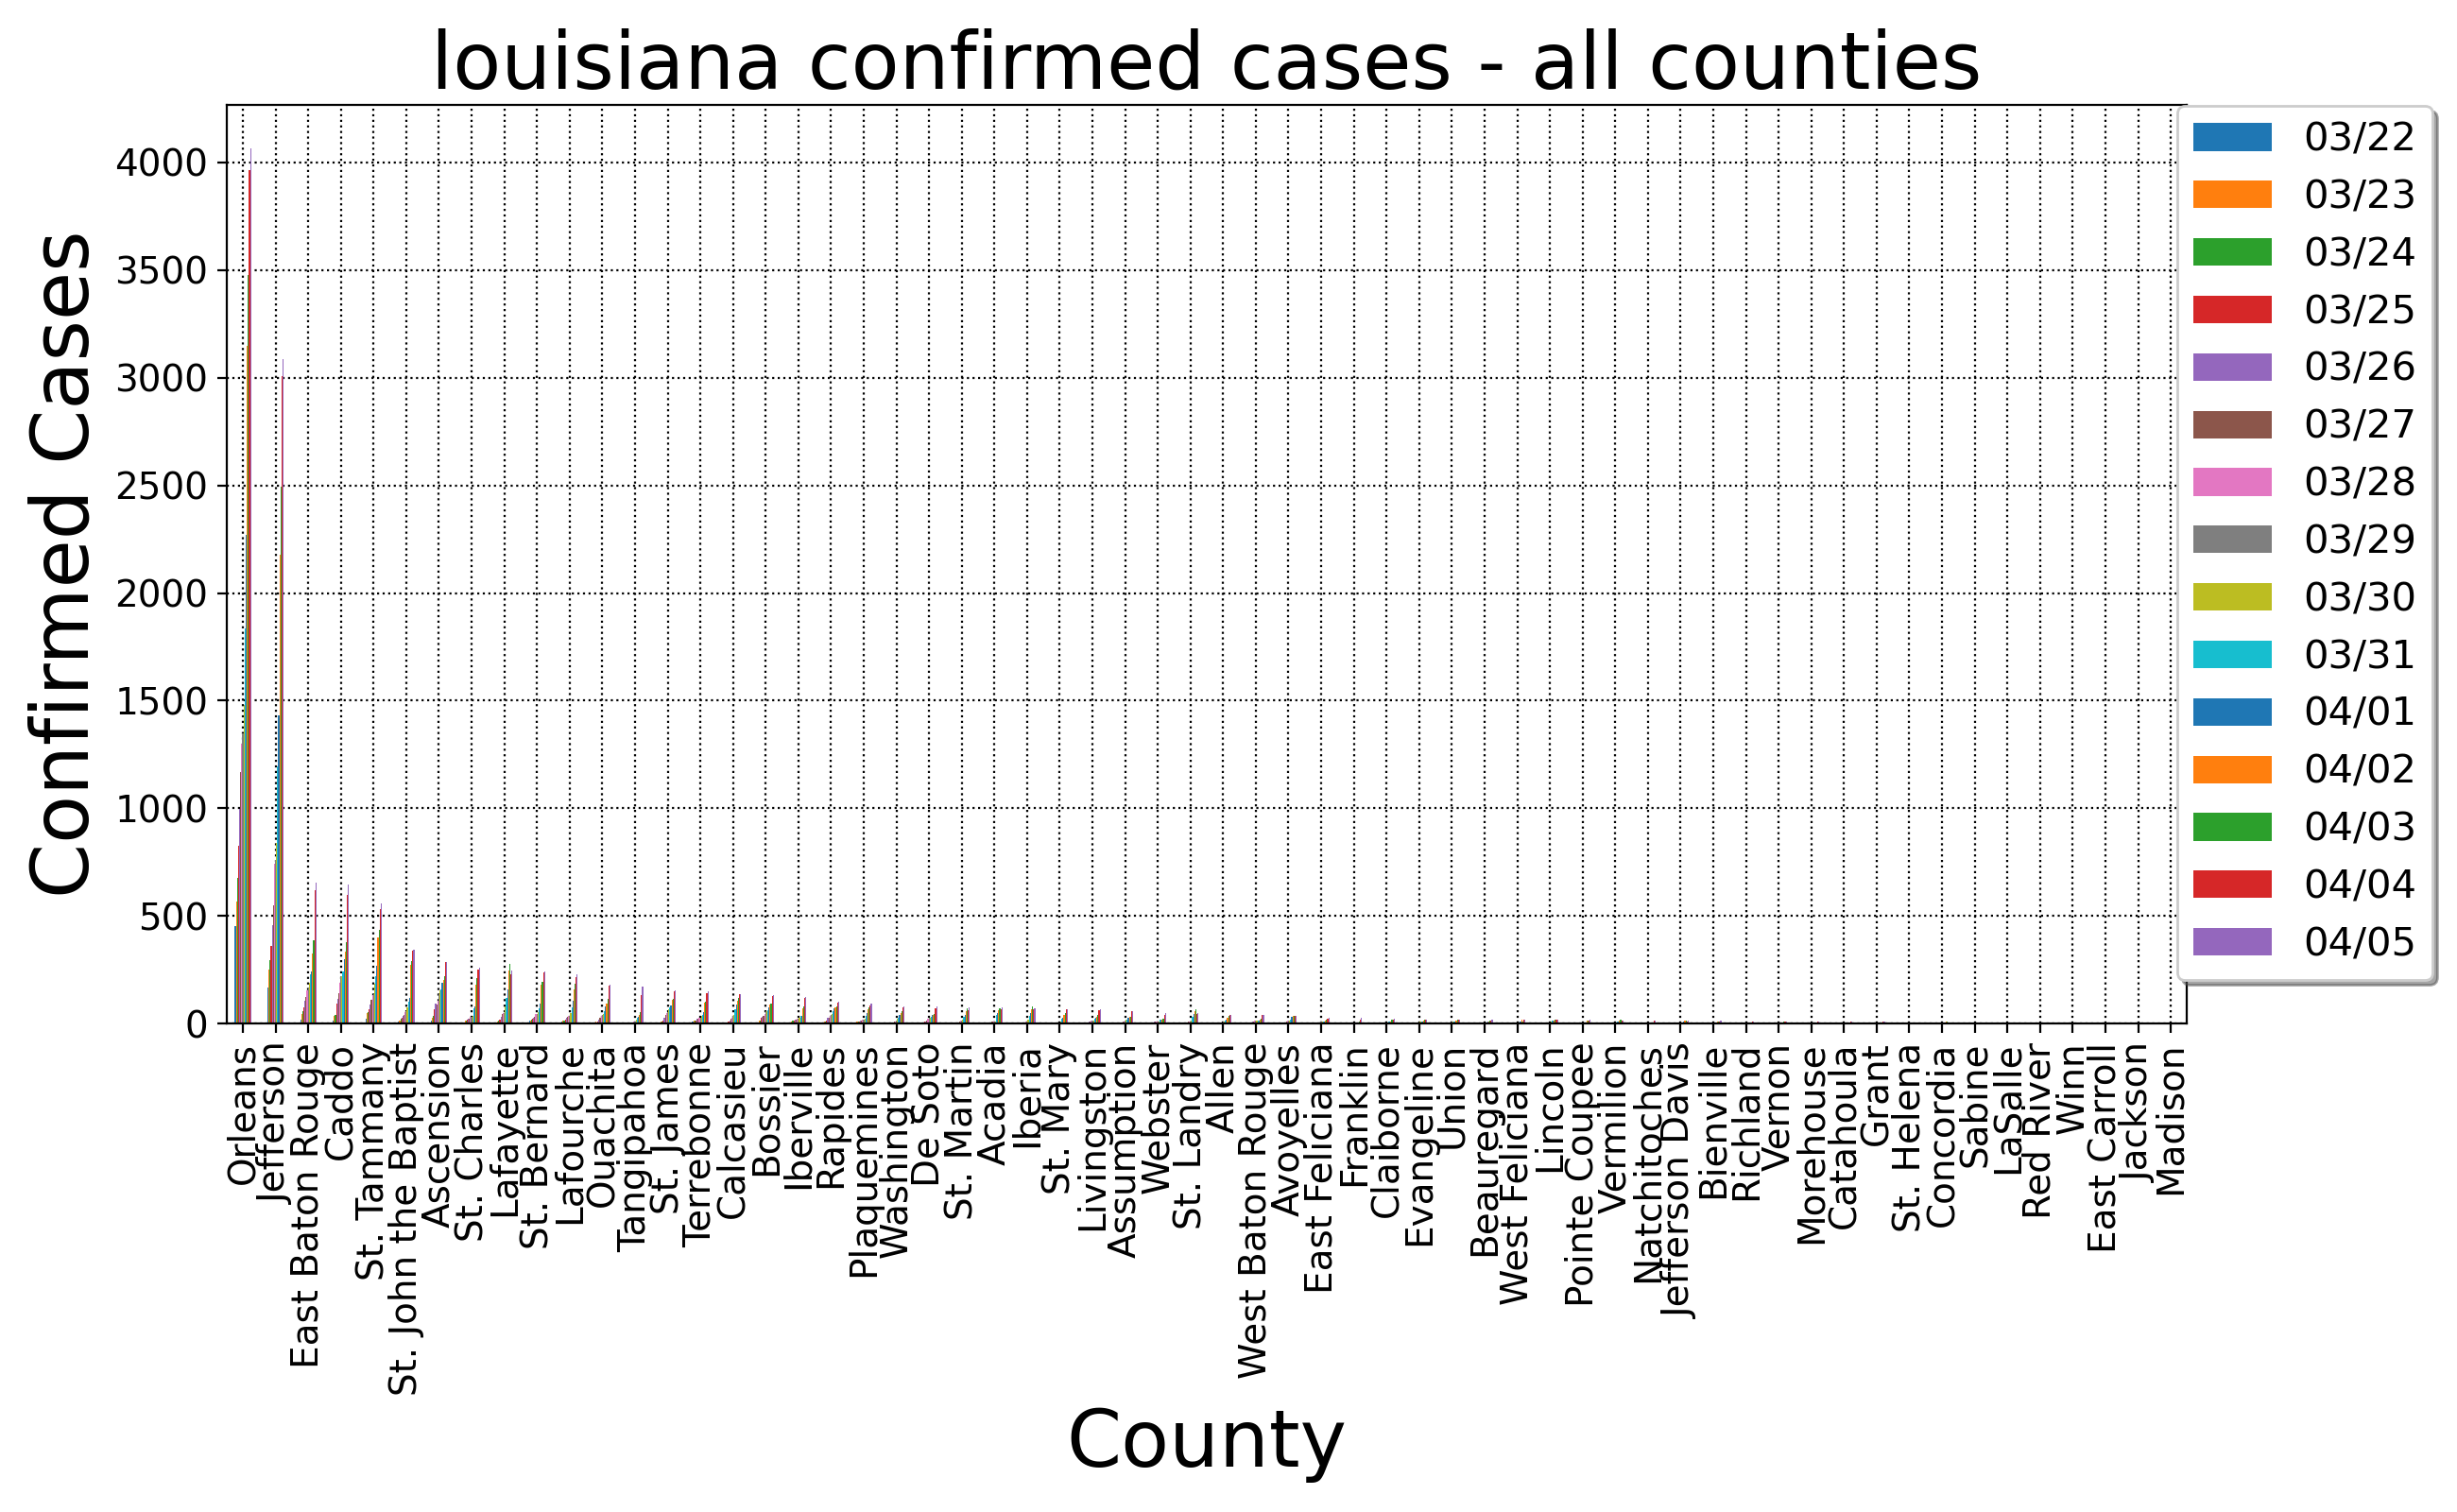 louisiana confirmed cases - all counties
Confirmed Cases
4000
3500
3000
2500
2000
1500
1000
500
0
03/22
03/23
03/24
03/25
03/26
03/27
03/28
03/29
03/30
03/31
04/01
04/02
04/03
04/04
04/05
Orleans
Jefferson
East Baton Rouge
Caddo
St. Tammany
St. John the Baptist
Ascension
St. Charles
Lafayette
St. Bernard
Lafourche
Ouachita
Tangipahoa
St. James
Terrebonne
Calcasieu
Bossier
Iberville
Rapides
Plaquemines
Washington
De Soto
St. Martin
Acadia
Iberia
St. Mary
Livingston
Assumption
Webster
St. Landry
Allen
West Baton Rouge
Avoyelles
East Feliciana
Franklin
Claiborne
Evangeline
Union
Beauregard
West Feliciana
Lincoln
Pointe Coupee
Vermilion
Natchitoches
Jefferson Davis
Bienville
Richland
Vernon
Morehouse
Catahoula
Grant
St. Helena
Concordia
Sabine
LaSalle
Red River
Winn
East Carroll
Jackson
Madison
County